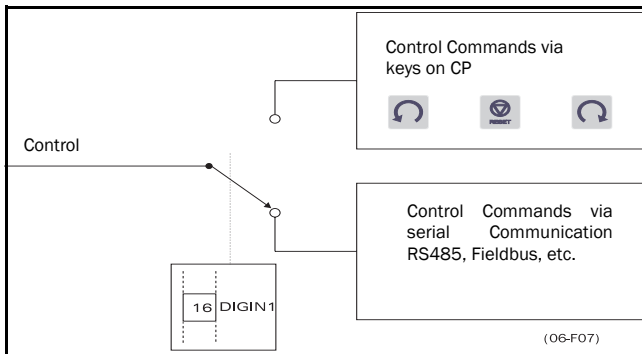 Control Commands via
keys on CP
RESET
Control
Control Commands via
serial Communication
RS485, Fieldbus, etc.
16 DIGIN1
(06-F07)